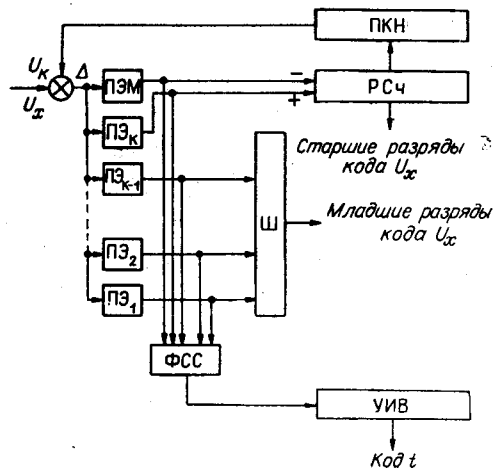 ПКН
U_к
Δ
U_x
ПЭМ
−
+
РСч
ПЭ_к
Старшие разряды
кода U_x
ПЭ_к-1
Ш
Младшие разряды
кода U_x
ПЭ_2
ПЭ_1
ФСС
УИВ
Код t